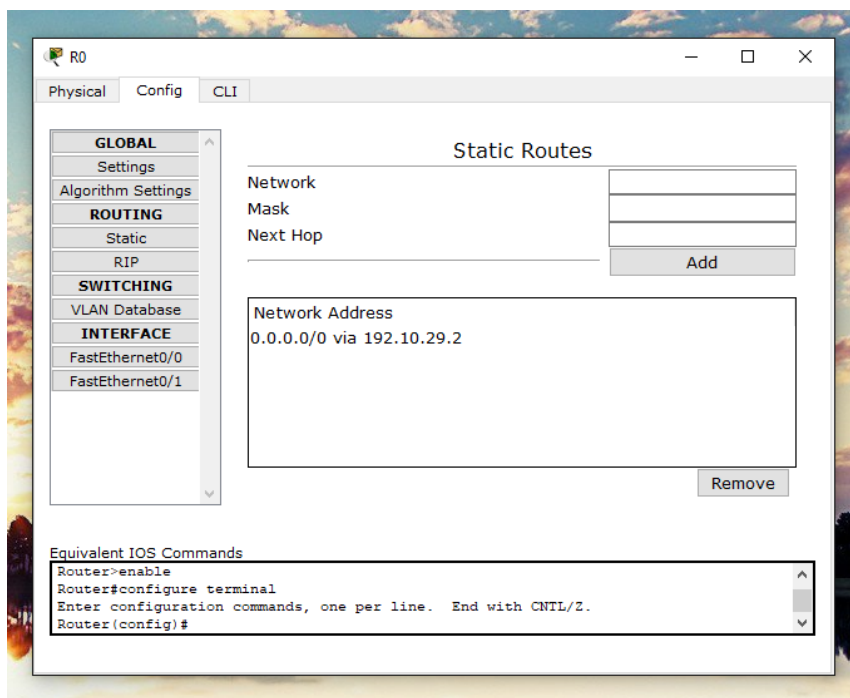 R0
Physical Config CLI
GLOBAL
Settings
Algorithm Settings
ROUTING
Static
RIP
SWITCHING
VLAN Database
INTERFACE
FastEthernet0/0
FastEthernet0/1
Static Routes
Network
Mask
Next Hop
Add
Network Address
0.0.0.0/0 via 192.10.29.2
Remove
Equivalent IOS Commands
Router>enable
Router#configure terminal
Enter configuration commands, one per line.  End with CNTL/Z.
Router(config)#